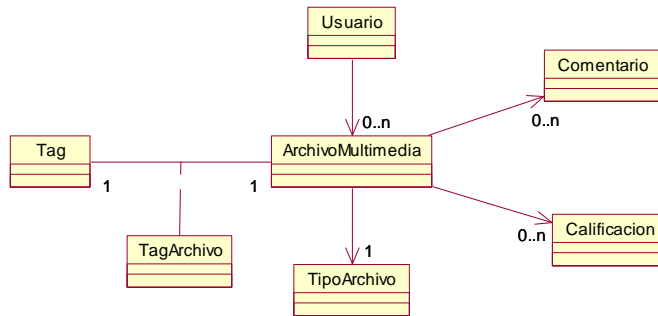 Usuario
Comentario
0..n
0..n
Tag
ArchivoMultimedia
1
1
TagArchivo
0..n
Calificacion
1
TipoArchivo